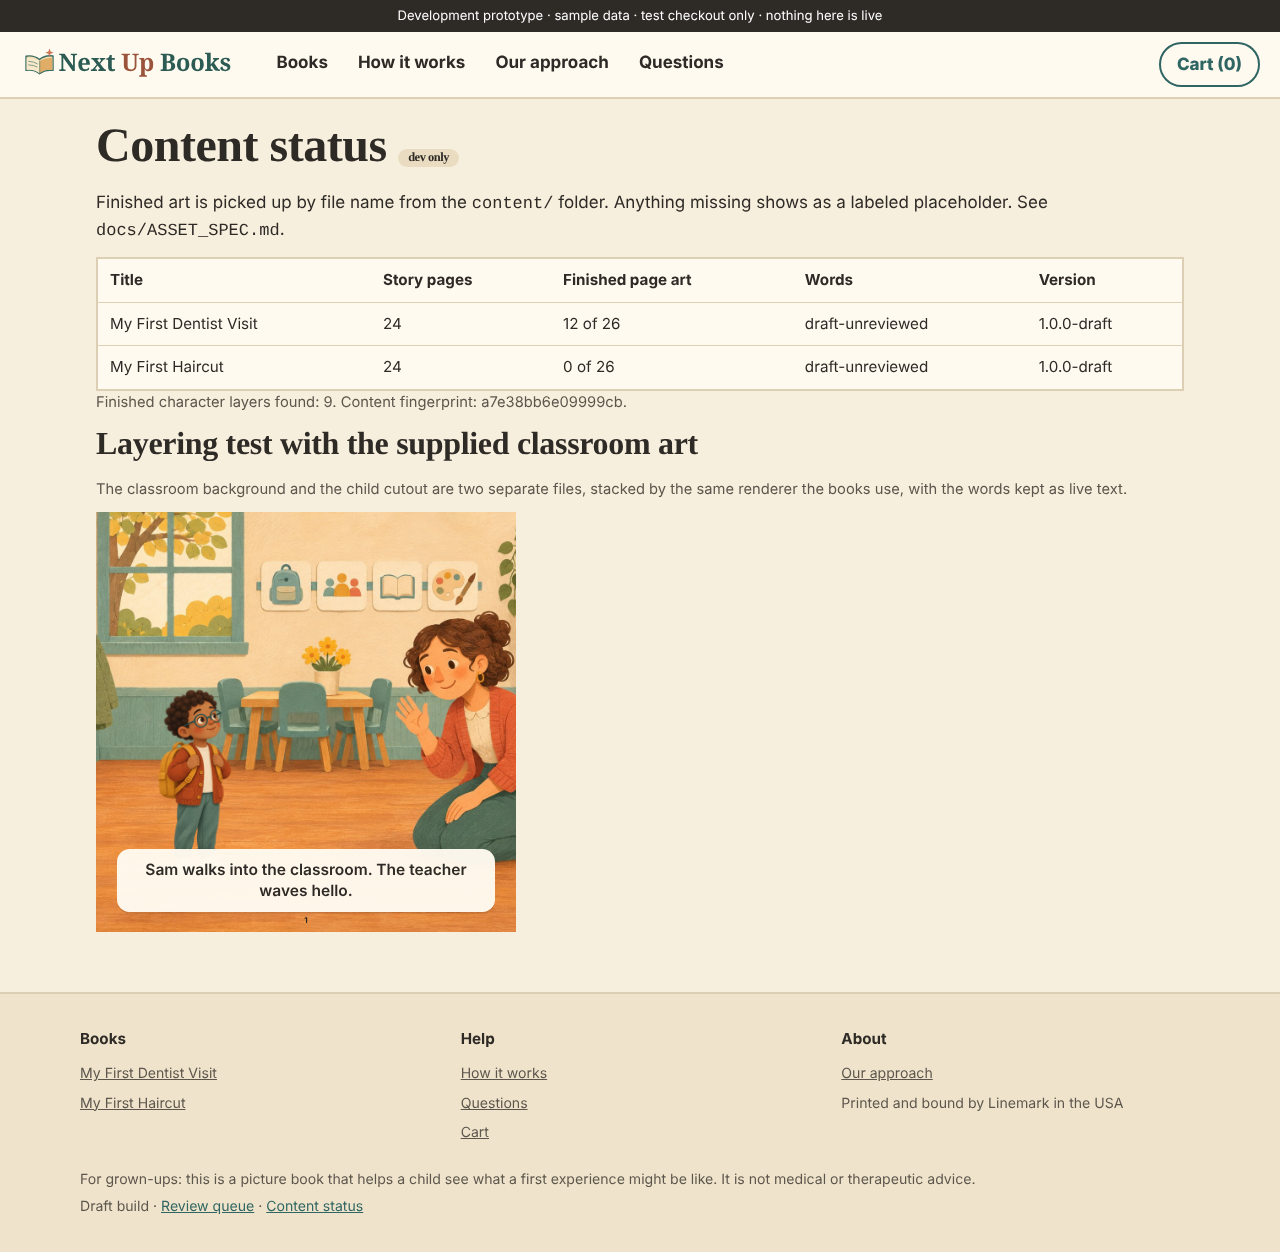 Development prototype · sample data · test checkout only · nothing here is live
Next Up Books
Books
How it works
Our approach
Questions
Cart (0)
Content status dev only
Finished art is picked up by file name from the content/ folder. Anything missing shows as a labeled placeholder. See
docs/ASSET_SPEC.md.
Title Story pages Finished page art Words Version
My First Dentist Visit 24 12 of 26 draft-unreviewed 1.0.0-draft
My First Haircut 24 0 of 26 draft-unreviewed 1.0.0-draft
Finished character layers found: 9. Content fingerprint: a7e38bb6e09999cb.
Layering test with the supplied classroom art
The classroom background and the child cutout are two separate files, stacked by the same renderer the books use, with the words kept as live text.
Sam walks into the classroom. The teacher
waves hello.
1
Books
My First Dentist Visit
My First Haircut
Help
How it works
Questions
Cart
About
Our approach
Printed and bound by Linemark in the USA
For grown-ups: this is a picture book that helps a child see what a first experience might be like. It is not medical or therapeutic advice.
Draft build · Review queue · Content status